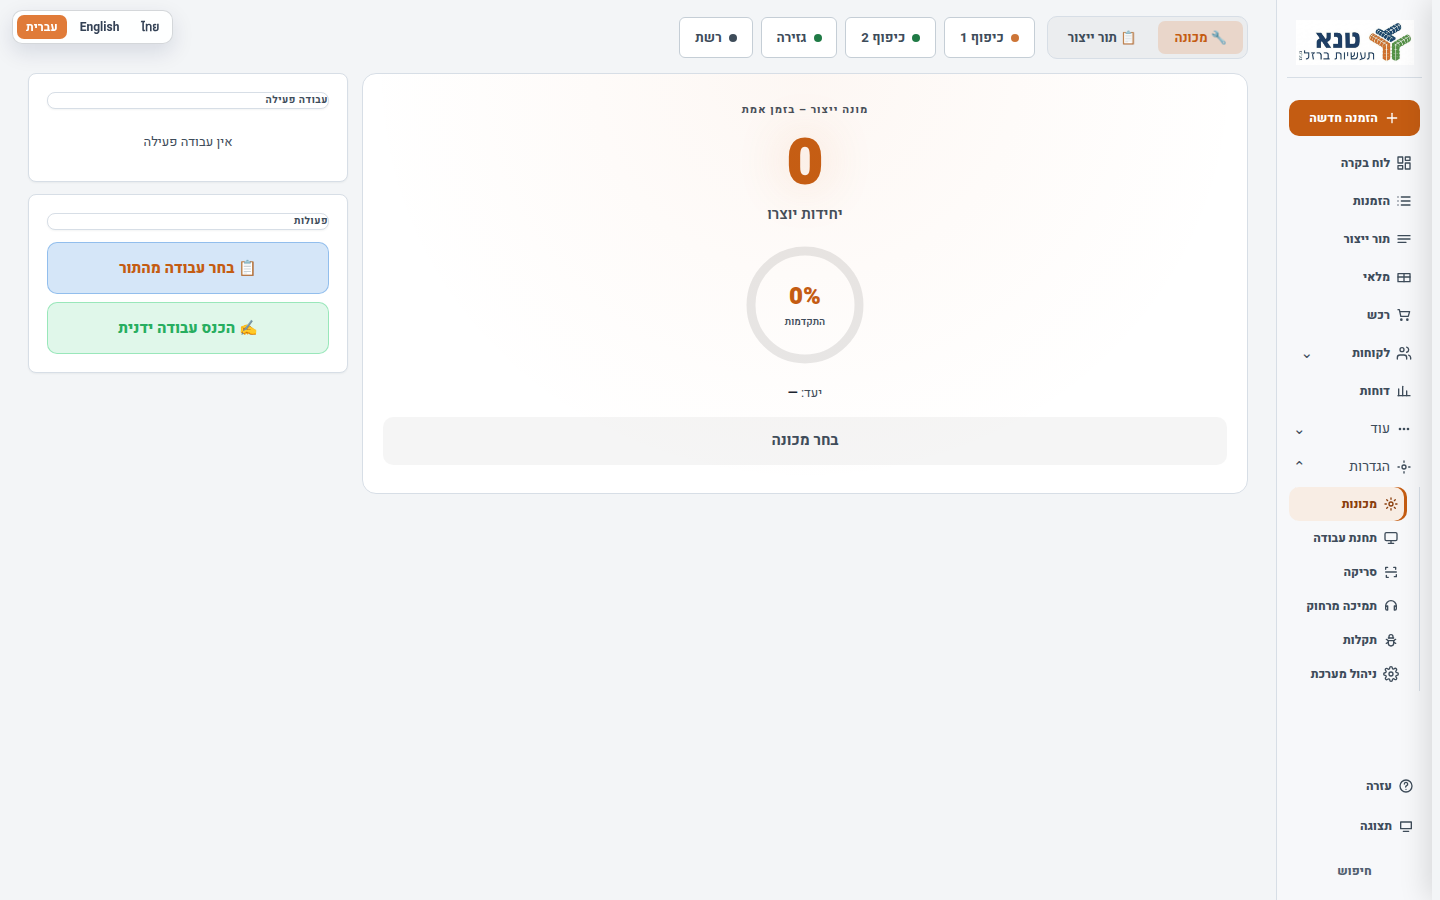 טנא
תעשיות ברזל
הזמנה חדשה
לוח בקרה
הזמנות
תור ייצור
מלאי
רכש
לקוחות
דוחות
עוד
הגדרות
מכונות
תחנת עבודה
סריקה
תמיכה מרחוק
תקלות
ניהול מערכת
עזרה
תצוגה
חיפוש
🔧 מכונה
📋 תור ייצור
כיפוף 1
כיפוף 2
גזירה
רשת
עברית English ไทย
מונה ייצור – בזמן אמת
0
יחידות יוצרו
0%
התקדמות
יעד: —
בחר מכונה
עבודה פעילה
אין עבודה פעילה
פעולות
📋 בחר עבודה מהתור
✍️ הכנס עבודה ידנית